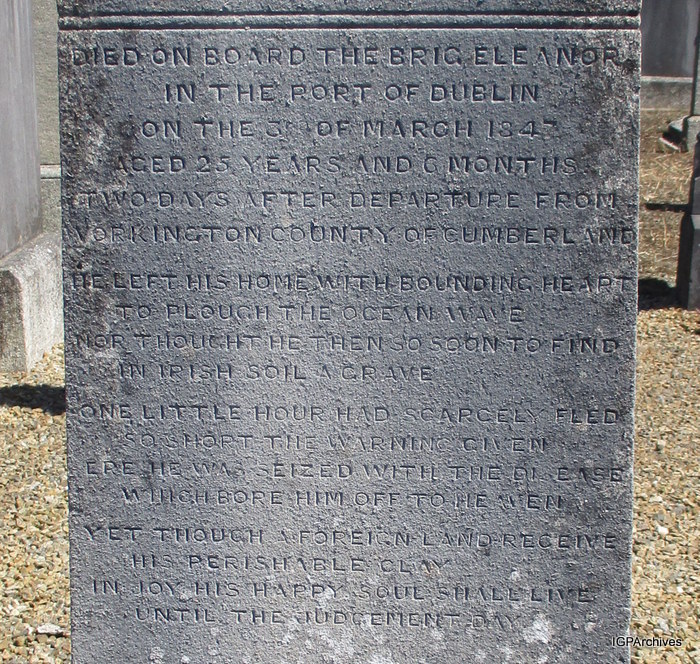 DIED ON BOARD THE BRIG ELEANOR
IN THE PORT OF DUBLIN
ON THE 3RD OF MARCH 1847
AGED 25 YEARS AND 6 MONTHS
TWO DAYS AFTER DEPARTURE FROM
WORKINGTON COUNTY OF CUMBERLAND
HE LEFT HIS HOME WITH BOUNDING HEART
TO PLOUGH THE OCEAN WAVE
NOR THOUGHT HE THEN SO SOON TO FIND
IN IRISH SOIL A GRAVE
ONE LITTLE HOUR HAD SCARCELY FLED
SO SHORT THE WARNING GIVEN
ERE HE WAS SEIZED WITH THE DISEASE
WHICH BORE HIM OFF TO HEAVEN
YET THOUGH A FOREIGN LAND RECEIVE
HIS PERISHABLE CLAY
IN JOY HIS HAPPY SOUL SHALL LIVE
UNTIL THE JUDGEMENT DAY
IGPArchives